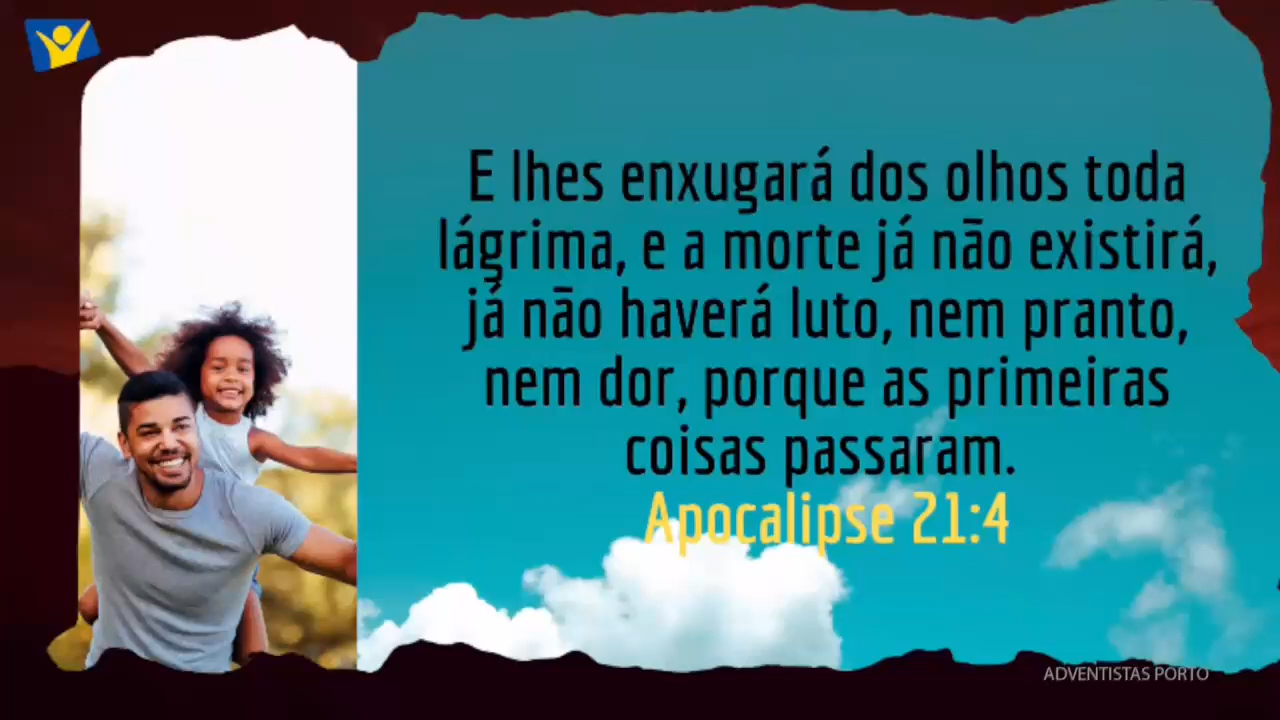 E lhes enxugará dos olhos toda
lágrima, e a morte já não existirá,
já não haverá luto, nem pranto,
nem dor, porque as primeiras
coisas passaram.
Apocalipse 21:4
ADVENTISTAS PORTO